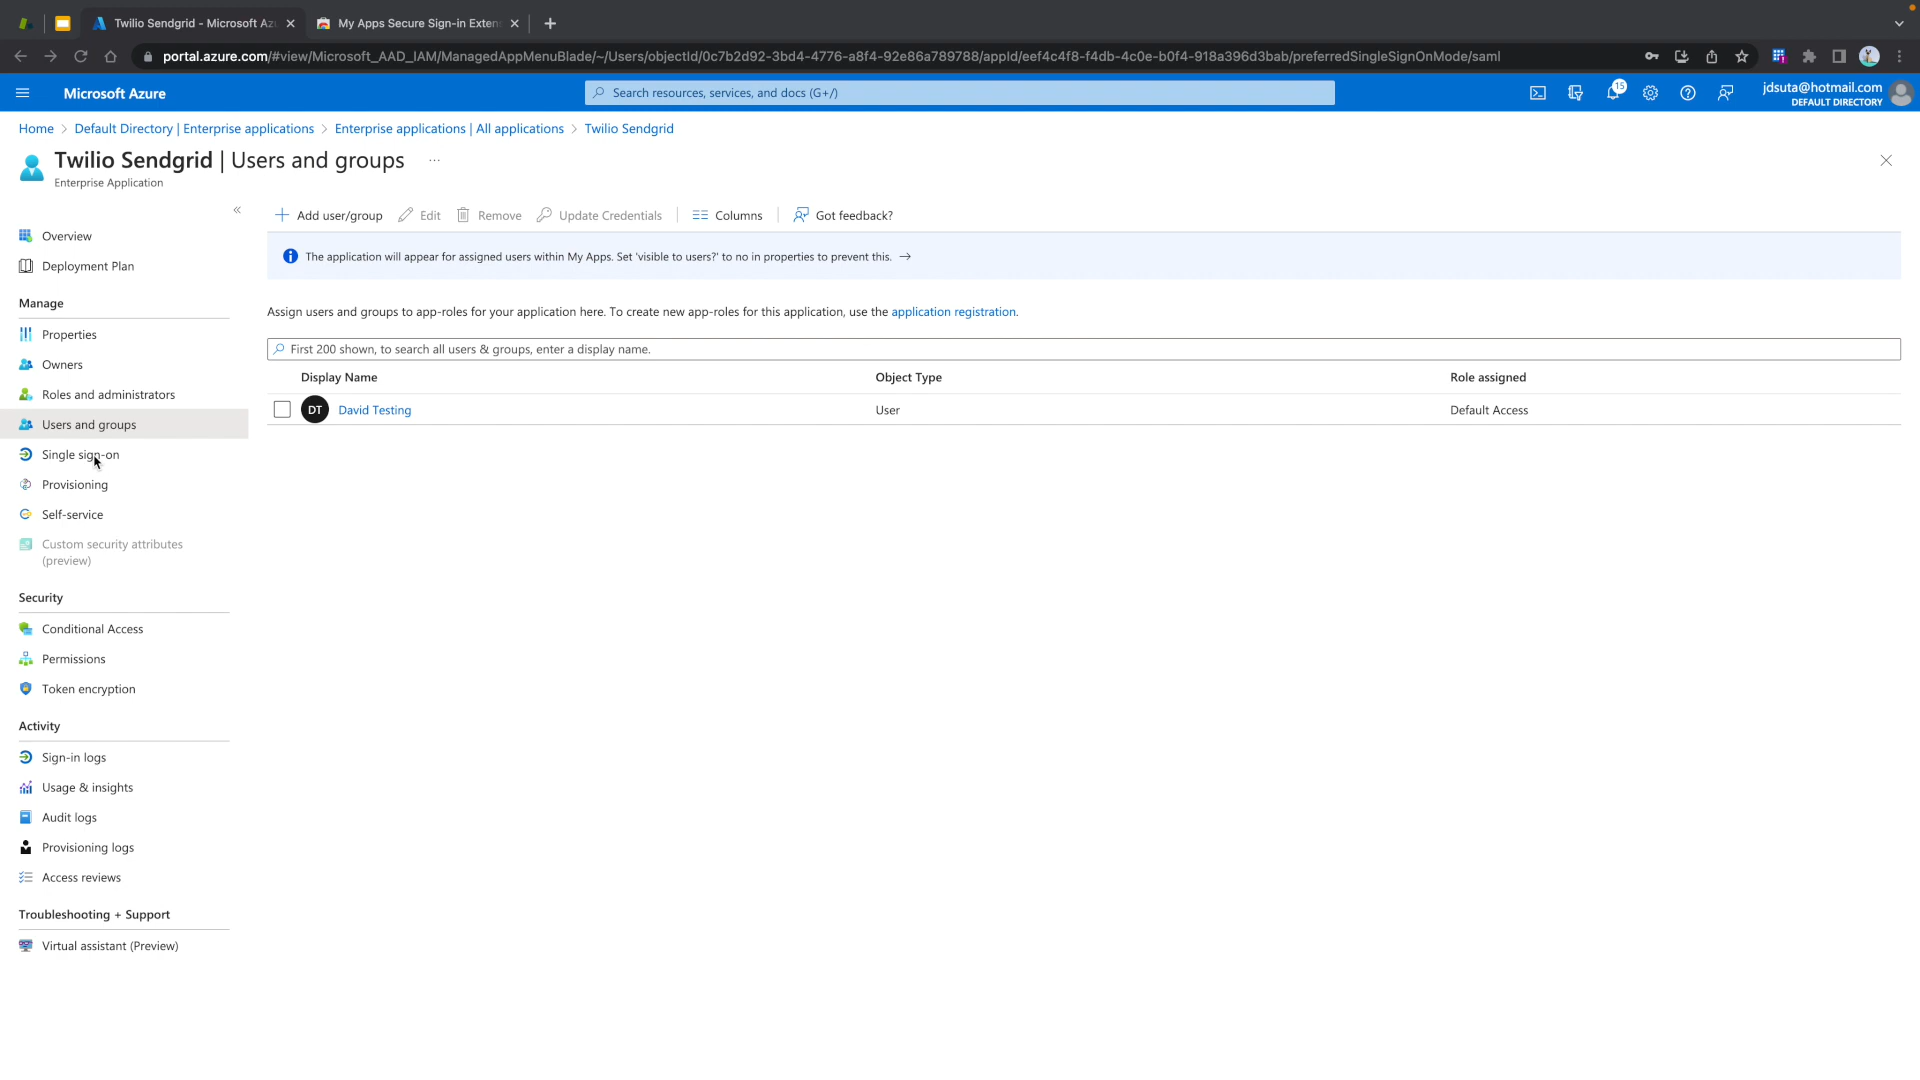 Twilio Sendgrid - Microsoft Az
My Apps Secure Sign-in Exten
portal.azure.com/#view/Microsoft_AAD_IAM/ManagedAppMenuBlade/~/Users/objectId/0c7b2d92-3bd4-4776-a8f4-92e86a789788/appId/eef4c4f8-f4db-4c0e-b0f4-918a396d3bab/preferredSingleSignOnMode/saml
Microsoft Azure
Search resources, services, and docs (G+/)
15
jdsuta@hotmail.com
DEFAULT DIRECTORY
Home > Default Directory | Enterprise applications > Enterprise applications | All applications > Twilio Sendgrid
Twilio Sendgrid | Users and groups ...
Enterprise Application
Add user/group Edit Remove Update Credentials Columns Got feedback?
The application will appear for assigned users within My Apps. Set 'visible to users?' to no in properties to prevent this. →
Assign users and groups to app-roles for your application here. To create new app-roles for this application, use the application registration.
First 200 shown, to search all users & groups, enter a display name.
Display Name Object Type Role assigned
DT David Testing User Default Access
Overview
Deployment Plan
Manage
Properties
Owners
Roles and administrators
Users and groups
Single sign-on
Provisioning
Self-service
Custom security attributes
(preview)
Security
Conditional Access
Permissions
Token encryption
Activity
Sign-in logs
Usage & insights
Audit logs
Provisioning logs
Access reviews
Troubleshooting + Support
Virtual assistant (Preview)